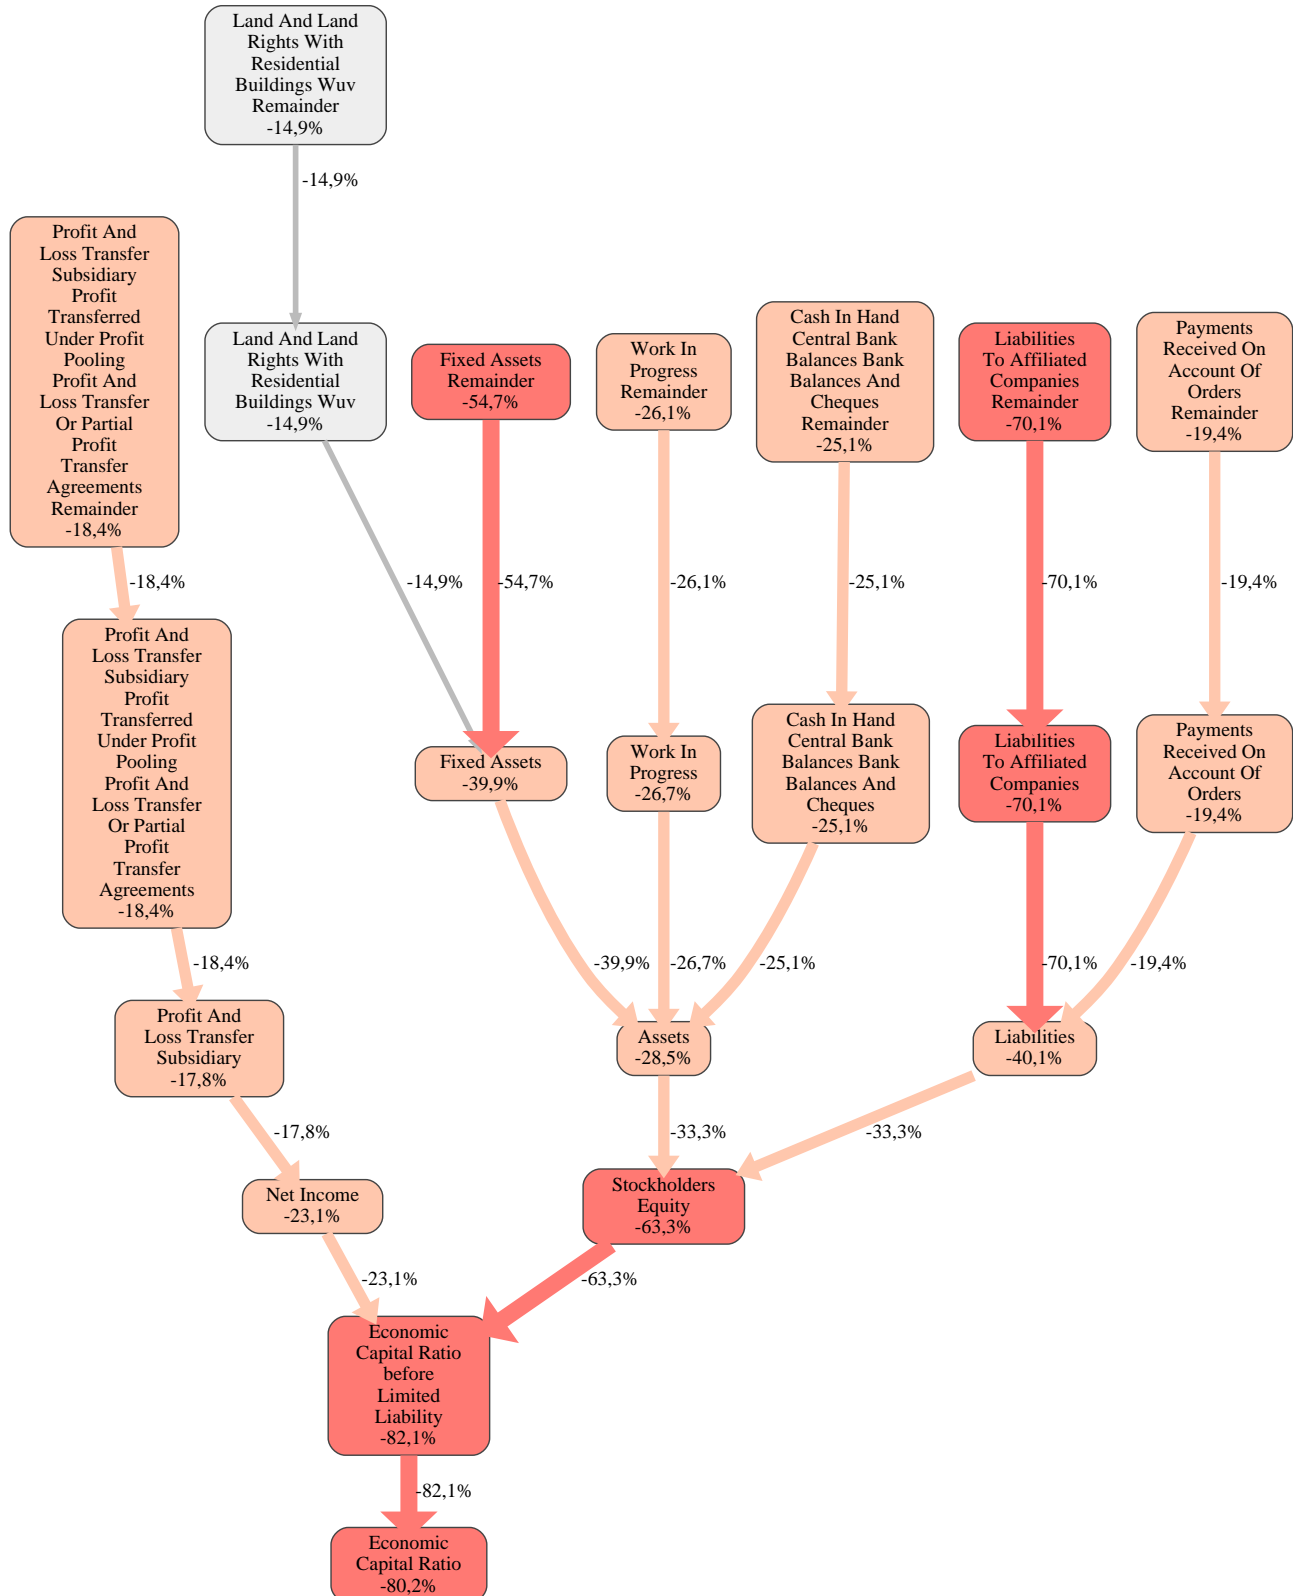 Land And Land
Rights With
Residential
Buildings Wuv
Remainder
-14,9%
-14,9%
Profit And
Loss Transfer
Subsidiary
Profit
Transferred
Under Profit
Pooling
Profit And
Loss Transfer
Or Partial
Profit
Transfer
Agreements
Remainder
-18,4%
Land And Land
Rights With
Residential
Buildings Wuv
-14,9%
Fixed Assets
Remainder
-54,7%
Work In
Progress
Remainder
-26,1%
Cash In Hand
Central Bank
Balances Bank
Balances And
Cheques
Remainder
-25,1%
Liabilities
To Affiliated
Companies
Remainder
-70,1%
Payments
Received On
Account Of
Orders
Remainder
-19,4%
-18,4%
-14,9%
-54,7%
-26,1%
-25,1%
-70,1%
-19,4%
Profit And
Loss Transfer
Subsidiary
Profit
Transferred
Under Profit
Pooling
Profit And
Loss Transfer
Or Partial
Profit
Transfer
Agreements
-18,4%
Fixed Assets
-39,9%
Work In
Progress
-26,7%
Cash In Hand
Central Bank
Balances Bank
Balances And
Cheques
-25,1%
Liabilities
To Affiliated
Companies
-70,1%
Payments
Received On
Account Of
Orders
-19,4%
-18,4%
-39,9%
-26,7%
-25,1%
-70,1%
-19,4%
Profit And
Loss Transfer
Subsidiary
-17,8%
Assets
-28,5%
Liabilities
-40,1%
-17,8%
-33,3%
-33,3%
Net Income
-23,1%
Stockholders
Equity
-63,3%
-23,1%
-63,3%
Economic
Capital Ratio
before
Limited
Liability
-82,1%
-82,1%
Economic
Capital Ratio
-80,2%